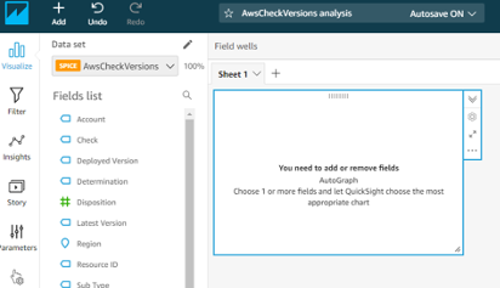 Add
Undo
Redo
AwsCheckVersions analysis
Autosave ON
Visualize
Filter
Insights
Story
Parameters
Data set
SPICE
AwsCheckVersions
100%
Fields list
Account
Check
Deployed Version
Determination
Disposition
Latest Version
Region
Resource ID
Sub Type
Field wells
Sheet 1
You need to add or remove fields
AutoGraph
Choose 1 or more fields and let QuickSight choose the most
appropriate chart